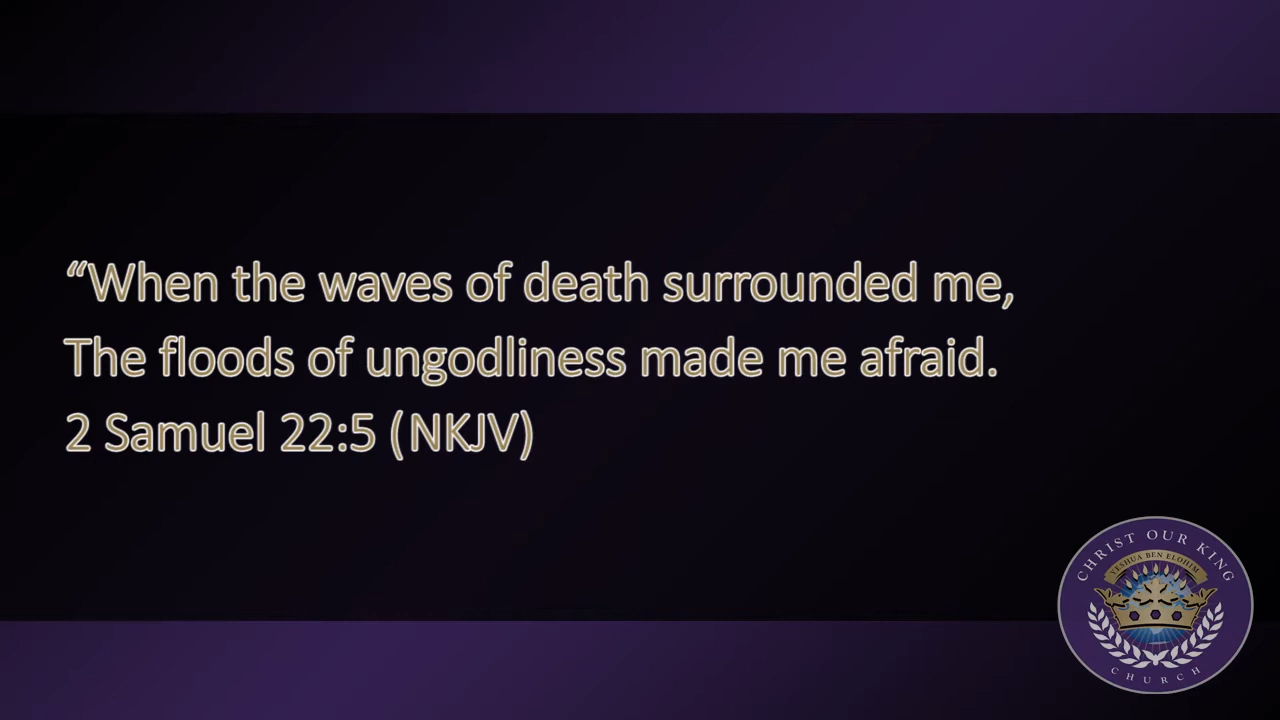 “When the waves of death surrounded me,
The floods of ungodliness made me afraid.
2 Samuel 22:5 (NKJV)
CHRIST OUR KING
YESHUA BEN ELOHIM
CHURCH